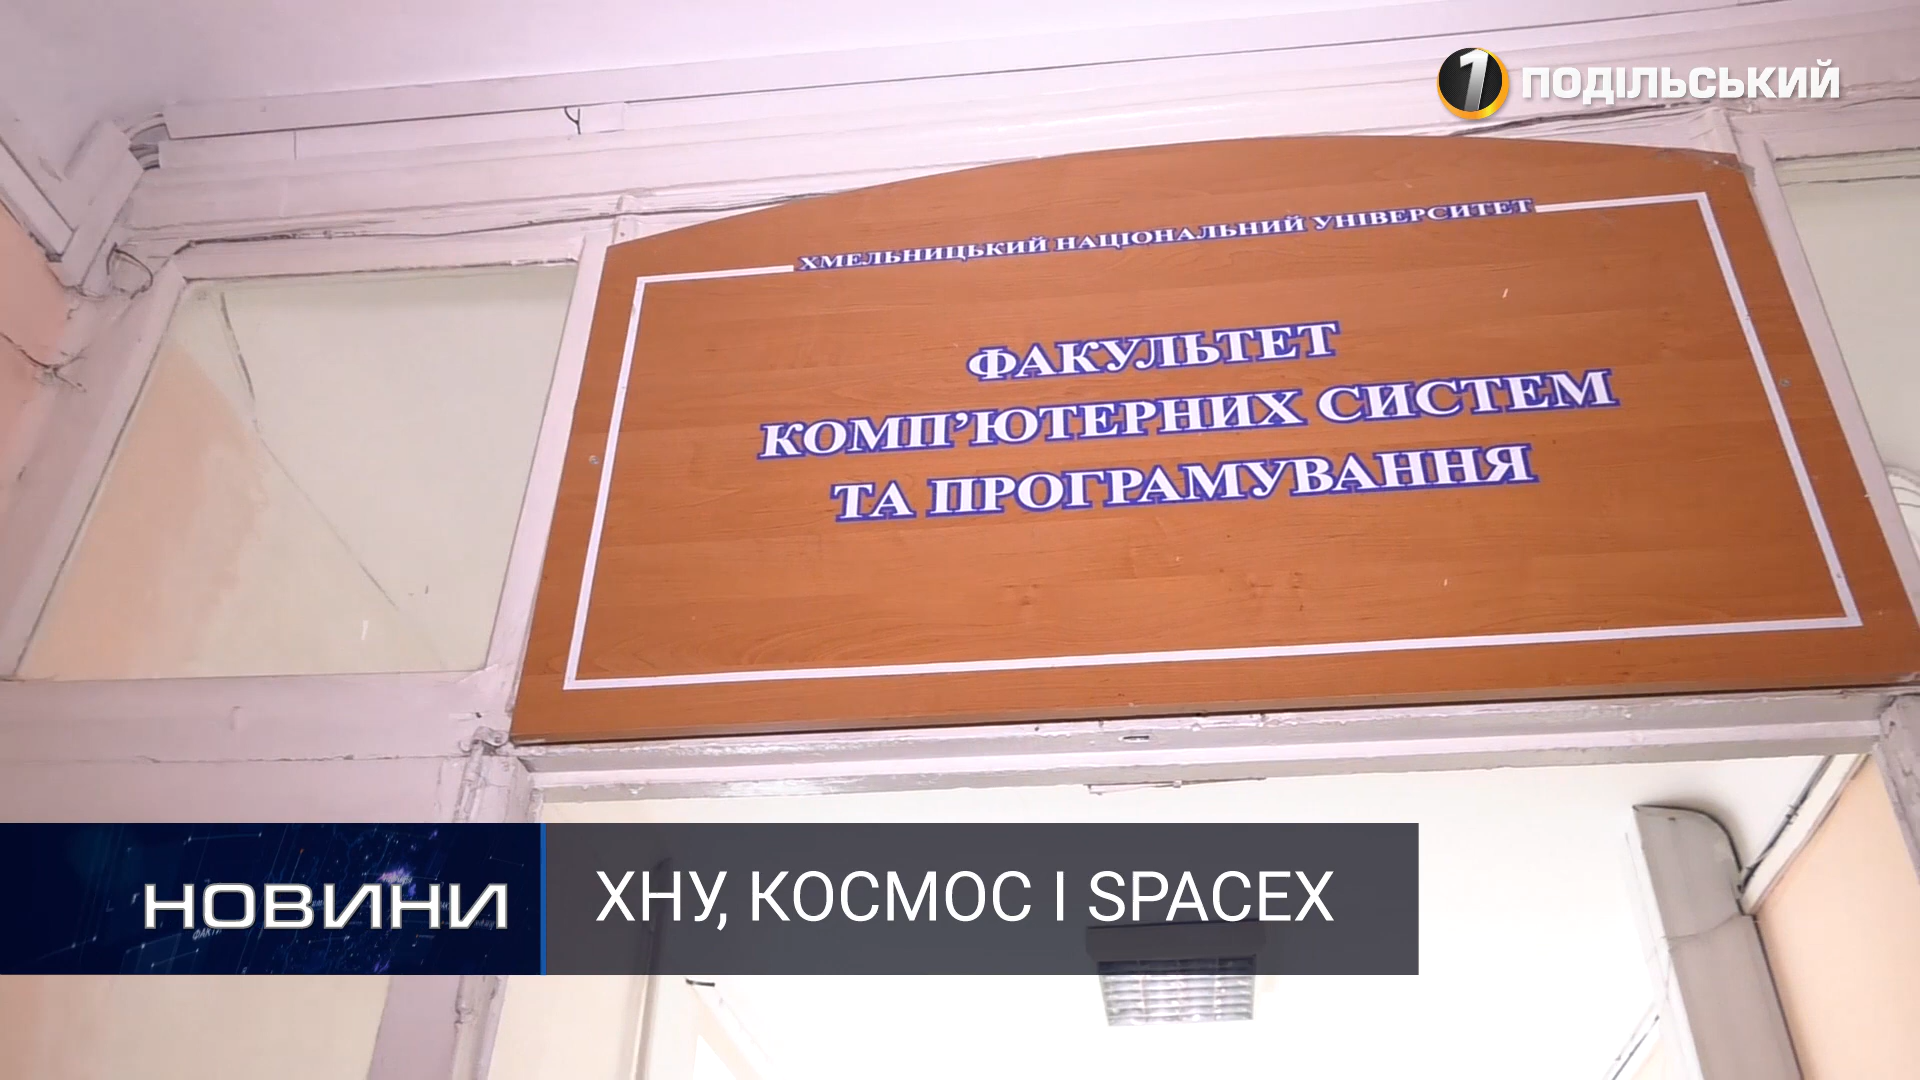 1 ПОДІЛЬСЬКИЙ
ХМЕЛЬНИЦЬКИЙ НАЦІОНАЛЬНИЙ УНІВЕРСИТЕТ
ФАКУЛЬТЕТ
КОМП’ЮТЕРНИХ СИСТЕМ
ТА ПРОГРАМУВАННЯ
НОВИНИ
ХНУ, КОСМОС І SPACEX